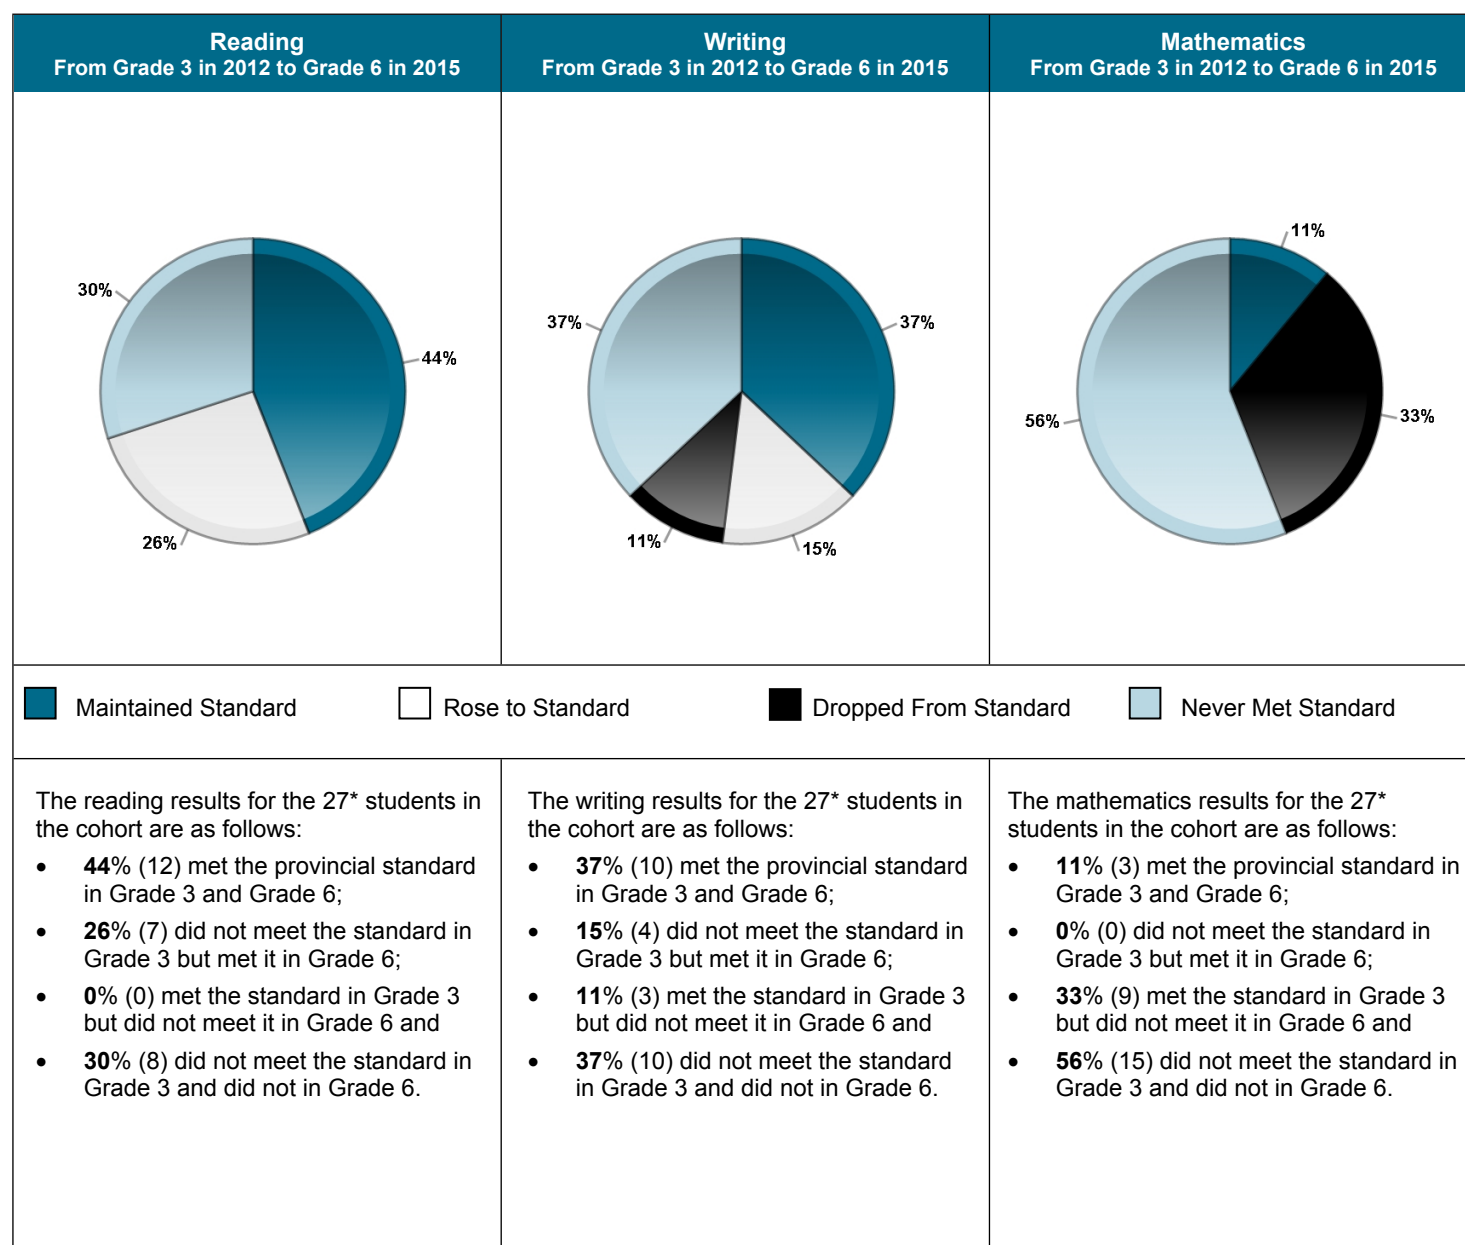 Reading
From Grade 3 in 2012 to Grade 6 in 2015
Writing
From Grade 3 in 2012 to Grade 6 in 2015
Mathematics
From Grade 3 in 2012 to Grade 6 in 2015
30%
44%
26%
37%
37%
11%
15%
11%
33%
56%
Maintained Standard
Rose to Standard
Dropped From Standard
Never Met Standard
The reading results for the 27* students in
the cohort are as follows:
• 44% (12) met the provincial standard
in Grade 3 and Grade 6;
• 26% (7) did not meet the standard in
Grade 3 but met it in Grade 6;
• 0% (0) met the standard in Grade 3
but did not meet it in Grade 6 and
• 30% (8) did not meet the standard in
Grade 3 and did not in Grade 6.
The writing results for the 27* students in
the cohort are as follows:
• 37% (10) met the provincial standard
in Grade 3 and Grade 6;
• 15% (4) did not meet the standard in
Grade 3 but met it in Grade 6;
• 11% (3) met the standard in Grade 3
but did not meet it in Grade 6 and
• 37% (10) did not meet the standard
in Grade 3 and did not in Grade 6.
The mathematics results for the 27*
students in the cohort are as follows:
• 11% (3) met the provincial standard in
Grade 3 and Grade 6;
• 0% (0) did not meet the standard in
Grade 3 but met it in Grade 6;
• 33% (9) met the standard in Grade 3
but did not meet it in Grade 6 and
• 56% (15) did not meet the standard in
Grade 3 and did not in Grade 6.